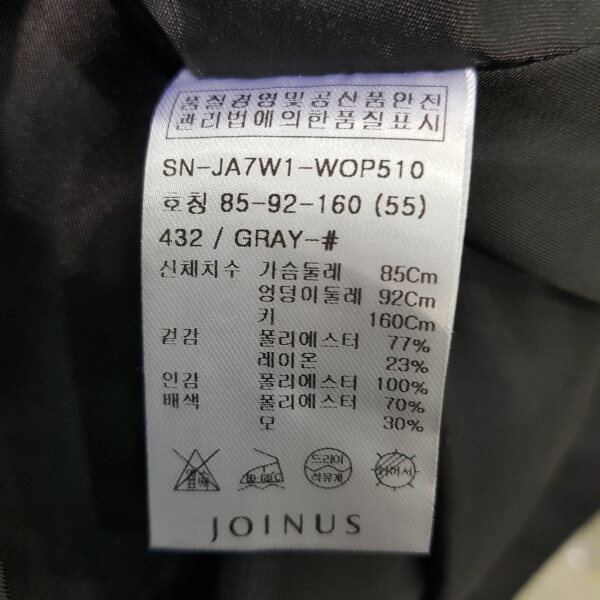 품질경영및공산품안전
관리법에의한품질표시
SN-JA7W1-WOP510
호칭 85-92-160 (55)
432 / GRAY-#
신체치수 가슴둘레 85Cm
엉덩이둘레 92Cm
키 160Cm
겉감 폴리에스터 77%
레이온 23%
안감 폴리에스터 100%
배색 폴리에스터 70%
모 30%
드라이
석유계
JOINUS